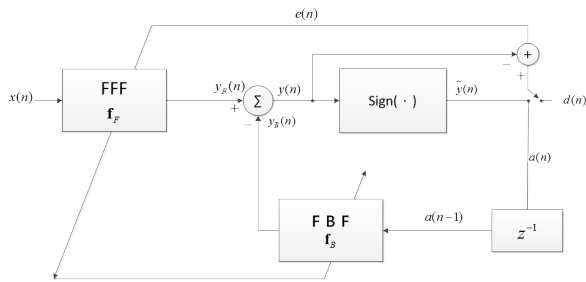 e(n)
+
−
+
x(n)
FFF
f_F
y_F(n)
+
Σ
y(n)
−
y_B(n)
Sign( · )
ŷ(n)
d(n)
a(n)
F B F
f_B
a(n−1)
z⁻¹